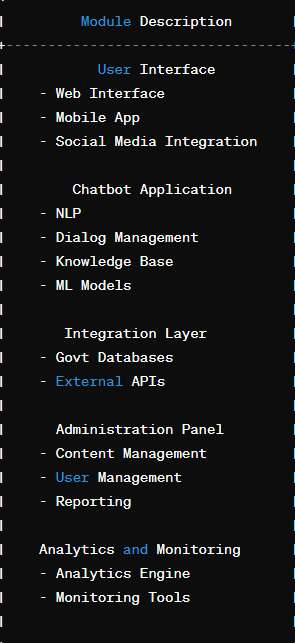 Module Description
User Interface
- Web Interface
- Mobile App
- Social Media Integration
Chatbot Application
- NLP
- Dialog Management
- Knowledge Base
- ML Models
Integration Layer
- Govt Databases
- External APIs
Administration Panel
- Content Management
- User Management
- Reporting
Analytics and Monitoring
- Analytics Engine
- Monitoring Tools